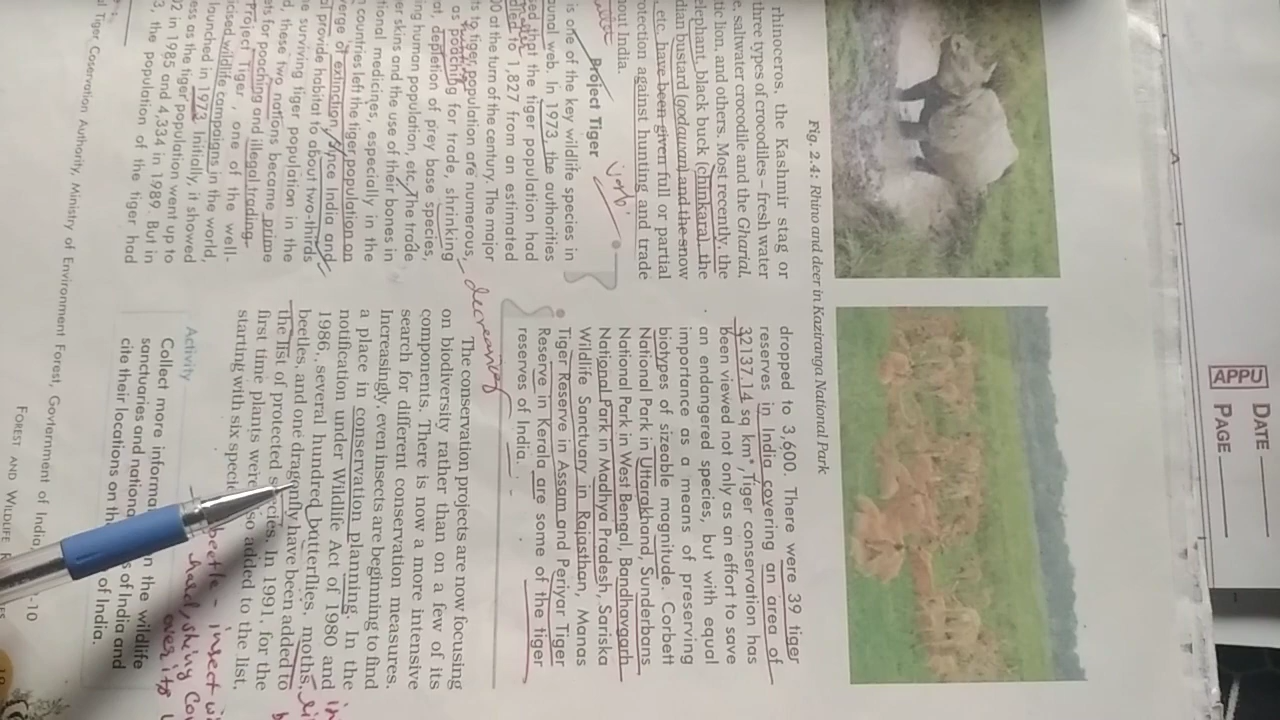 DATE
PAGE
APPU
Fig. 2.4: Rhino and deer in Kaziranga National Park
rhinoceros, the Kashmir stag or
three types of crocodiles – fresh water
e, saltwater crocodile and the Gharial,
tic lion, and others. Most recently, the
elephant, black buck (chinkara), the
dian bustard (godawan) and the snow
etc. have been given full or partial
rotection against hunting and trade
out India.
Project Tiger
is one of the key wildlife species in
unal web. In 1973, the authorities
ed that the tiger population had
led to 1,827 from an estimated
00 at the turn of the century. The major
ts to tiger population are numerous,
as poaching for trade, shrinking
at, depletion of prey base species,
ing human population, etc. The trade
er skins and the use of their bones in
tional medicines, especially in the
countries left the tiger population on
verge of extinction. Since India and
l provide habitat to about two-thirds
e surviving tiger population in the
d, these two nations became prime
ets for poaching and illegal trading.
Project Tiger, one of the well-
icised wildlife campaigns in the world,
launched in 1973. Initially, it showed
ess as the tiger population went up to
2 in 1985 and 4,334 in 1989. But in
3, the population of the tiger had
dropped to 3,600. There were 39 tiger
reserves in India covering an area of
32137.14 sq km*. Tiger conservation has
been viewed not only as an effort to save
an endangered species, but with equal
importance as a means of preserving
biotypes of sizeable magnitude. Corbett
National Park in Uttarakhand, Sunderbans
National Park in West Bengal, Bandhavgarh
National Park in Madhya Pradesh, Sariska
Wildlife Sanctuary in Rajasthan, Manas
Tiger Reserve in Assam and Periyar Tiger
Reserve in Kerala are some of the tiger
reserves of India.
decreasing
The conservation projects are now focusing
on biodiversity rather than on a few of its
components. There is now a more intensive
search for different conservation measures.
Increasingly, even insects are beginning to find
a place in conservation planning. In the
notification under Wildlife Act of 1980 and
1986, several hundred butterflies, moths,
beetles, and one dragonfly have been added to
the list of protected species. In 1991, for the
first time plants were also added to the list,
starting with six speci
beetle - insect w
hard, shiny Cov
over its
Activity
Collect more informa n the wildlife
sanctuaries and nationa s of India and
cite their locations on th of India.
l Tiger Coservation Authority, Ministry of Environment Forest, Government of India,
-10
FOREST AND WILDLIFE R
19